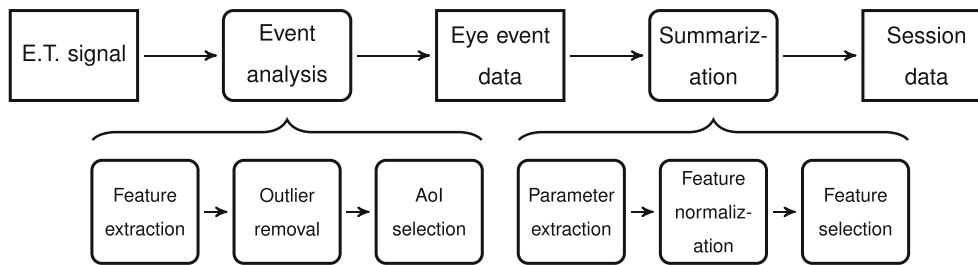 E.T. signal
Event
analysis
Eye event
data
Summariz-
ation
Session
data
Feature
extraction
Outlier
removal
AoI
selection
Parameter
extraction
Feature
normaliz-
ation
Feature
selection